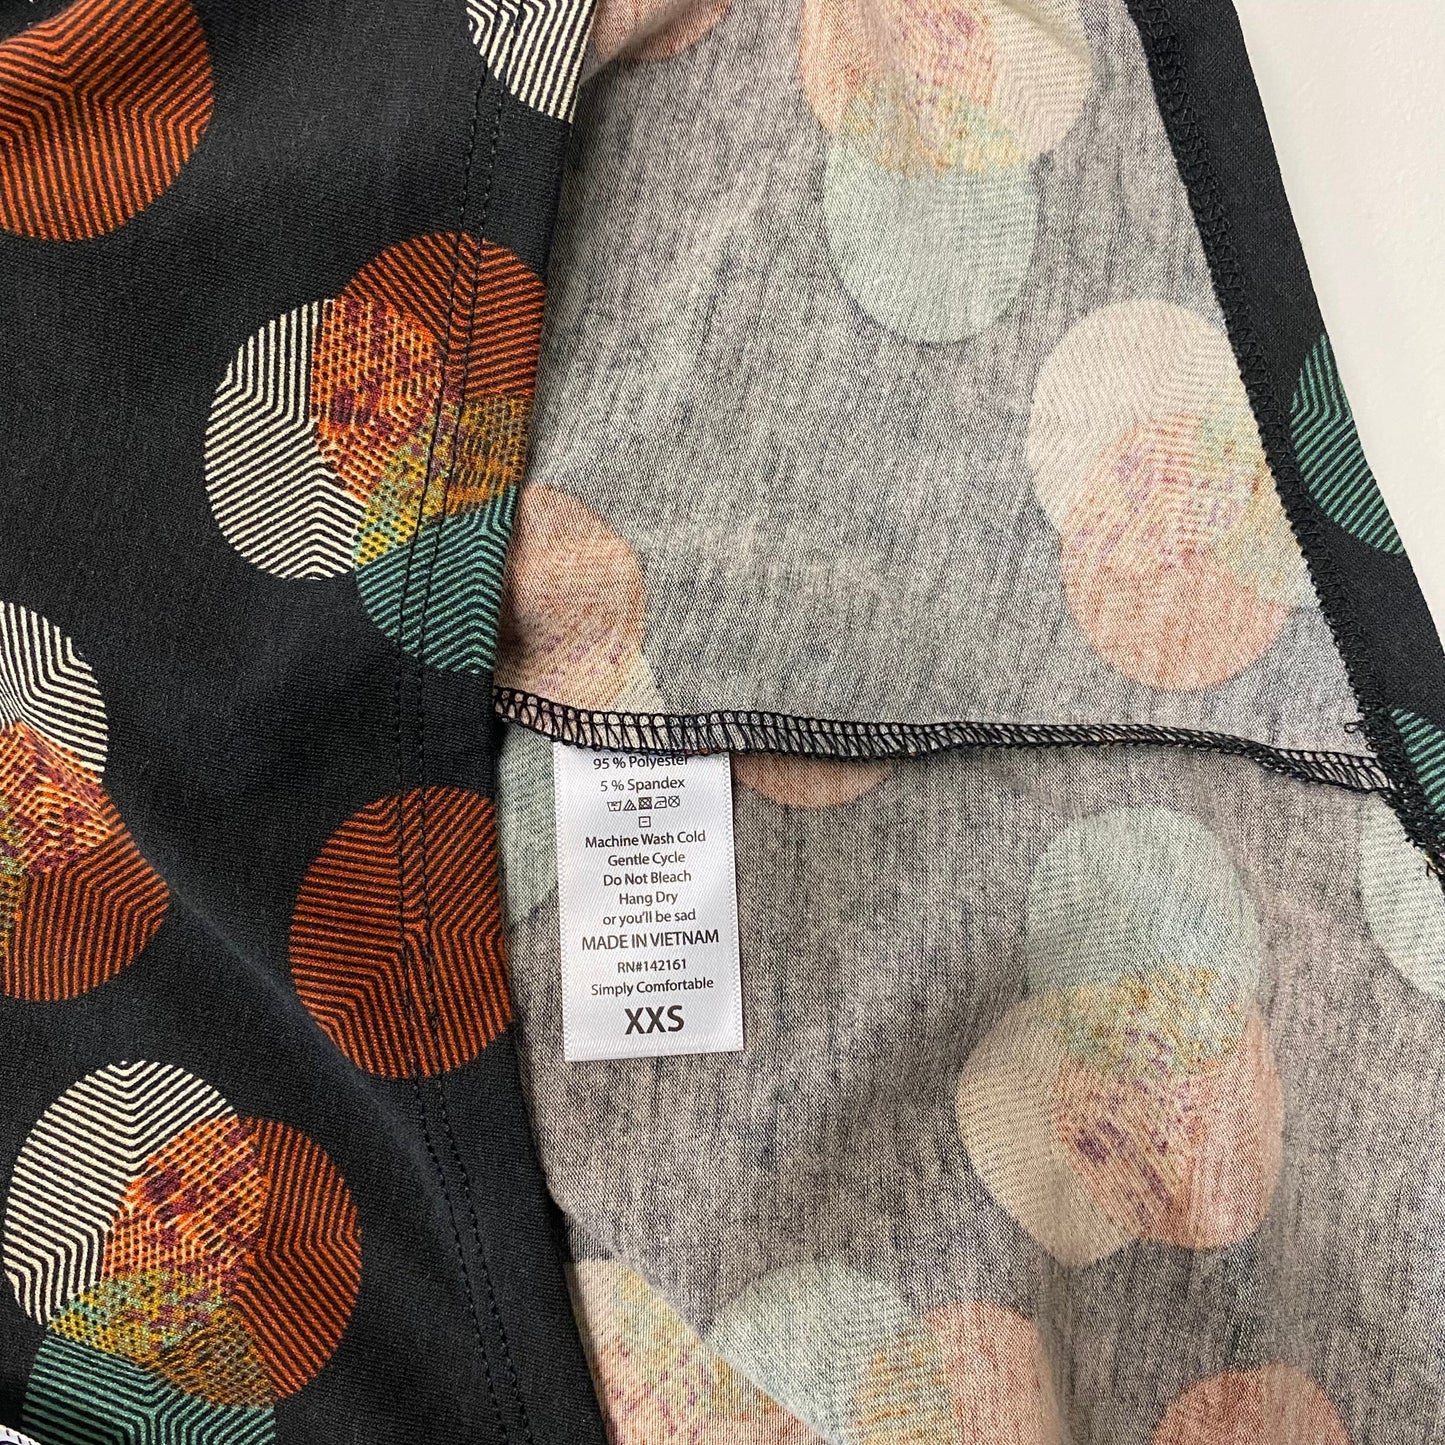 95 % Polyester
5 % Spandex
Machine Wash Cold
Gentle Cycle
Do Not Bleach
Hang Dry
or you'll be sad
MADE IN VIETNAM
RN#142161
Simply Comfortable
XXS